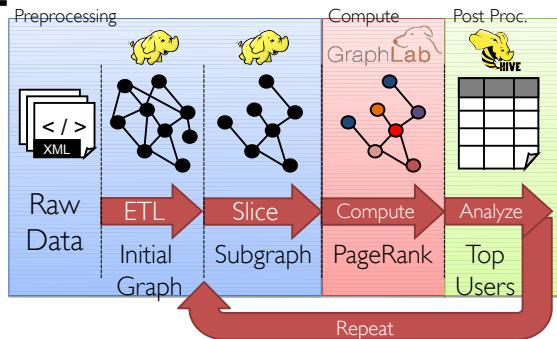 Preprocessing
Compute
Post Proc.
GraphLab
HIVE
< / >
XML
Raw
Data
ETL
Slice
Compute
Analyze
Initial
Graph
Subgraph
PageRank
Top
Users
Repeat